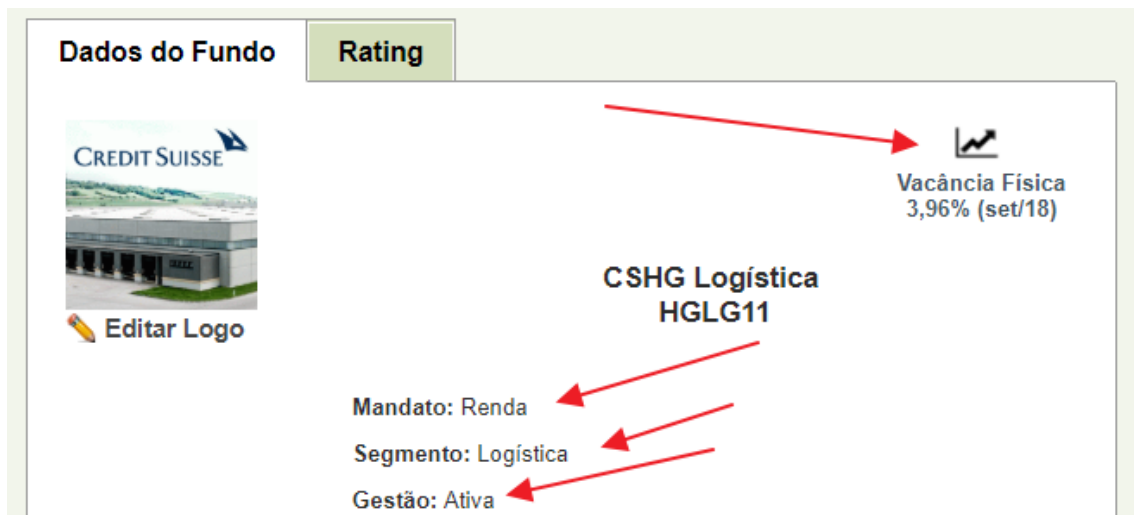 Dados do Fundo
Rating
CREDIT SUISSE
Vacância Física
3,96% (set/18)
CSHG Logística
HGLG11
Editar Logo
Mandato: Renda
Segmento: Logística
Gestão: Ativa